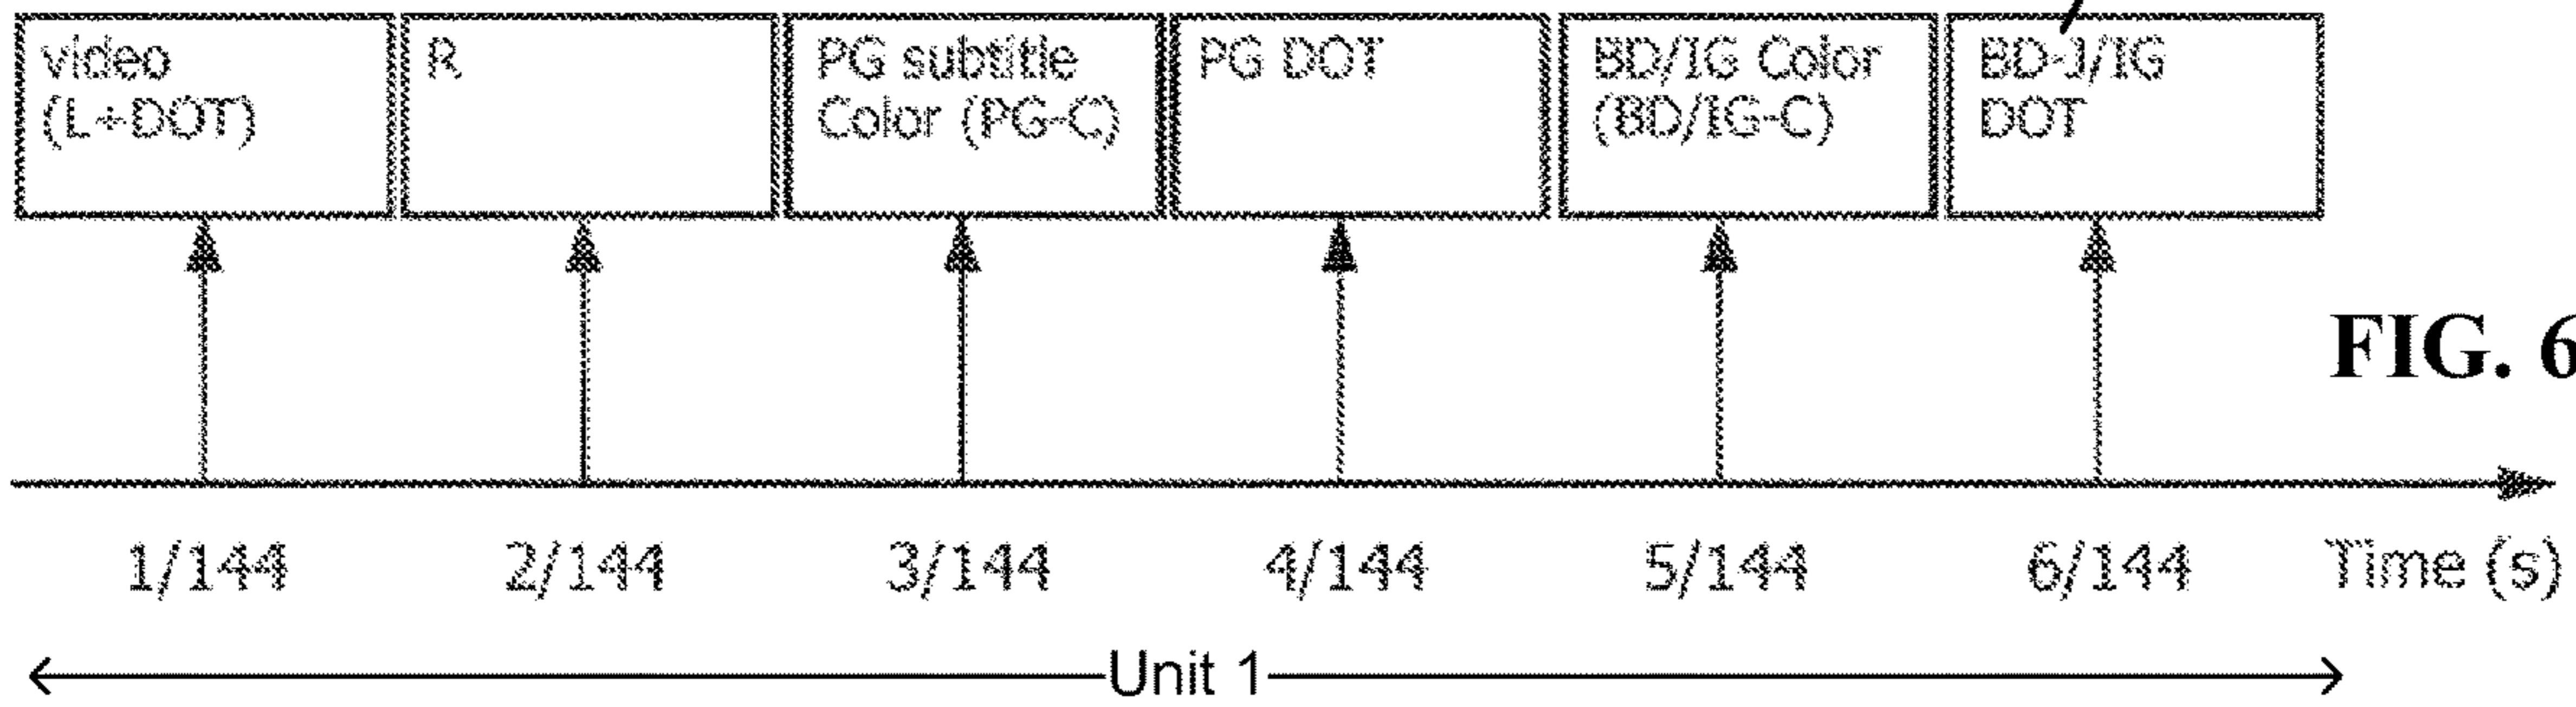 video
(L+DOT)
R
PG subtitle
Color (PG-C)
PG DOT
BD/IG Color
(BD/IG-C)
BD-J/IG
DOT
FIG. 6
1/144
2/144
3/144
4/144
5/144
6/144
Time (s)
Unit 1